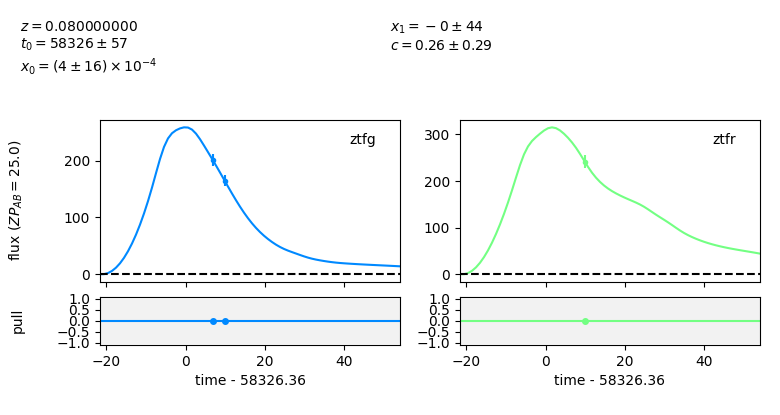 z = 0.080000000
t₀ = 58326 ± 57
x₀ = (4 ± 16) × 10⁻⁴
x₁ = −0 ± 44
c = 0.26 ± 0.29
flux (ZP_AB = 25.0)
ztfg
200
100
0
ztfr
300
200
100
0
pull
1.0
0.5
0.0
−0.5
−1.0
−20 0 20 40
time - 58326.36
1.0
0.5
0.0
−0.5
−1.0
−20 0 20 40
time - 58326.36